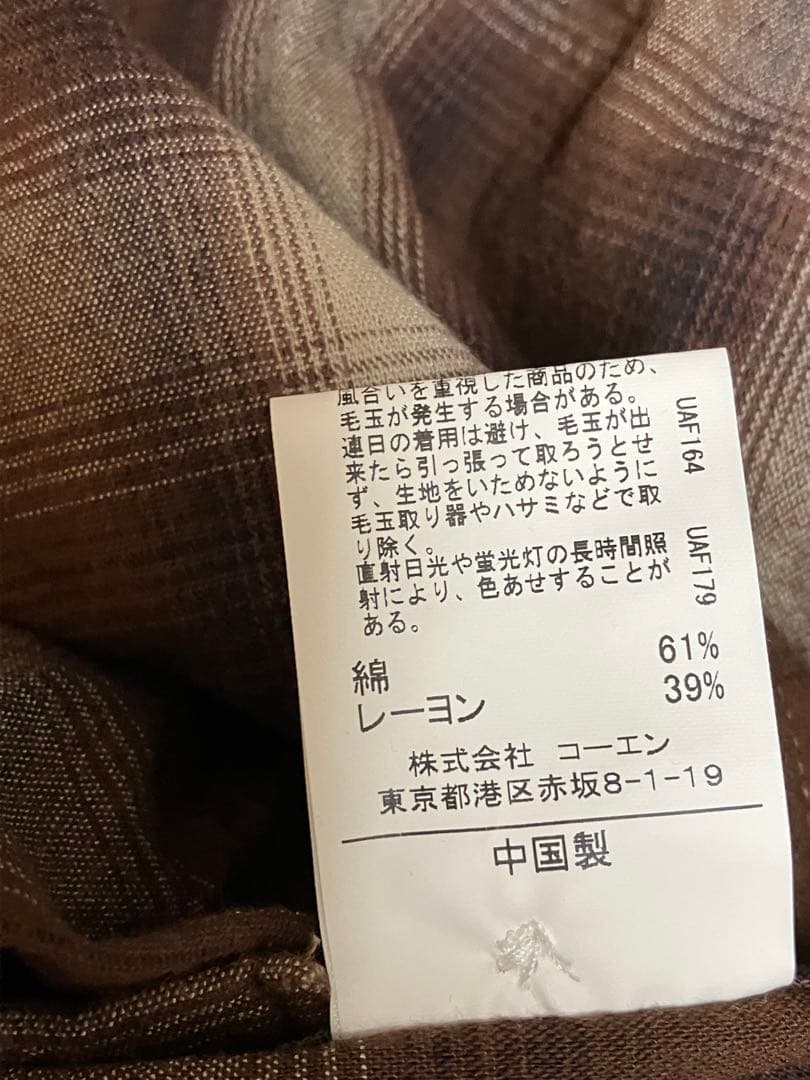 風合いを重視した商品のため、
毛玉が発生する場合がある。
連日の着用は避け、毛玉が出
来たら引っ張って取ろうとせ
ず、生地をいためないように
毛玉取り器やハサミなどで取
り除く。
直射日光や蛍光灯の長時間照
射により、色あせすることが
ある。
UAF164
UAF179
綿 61%
レーヨン 39%
株式会社 コーエン
東京都港区赤坂8-1-19
中国製